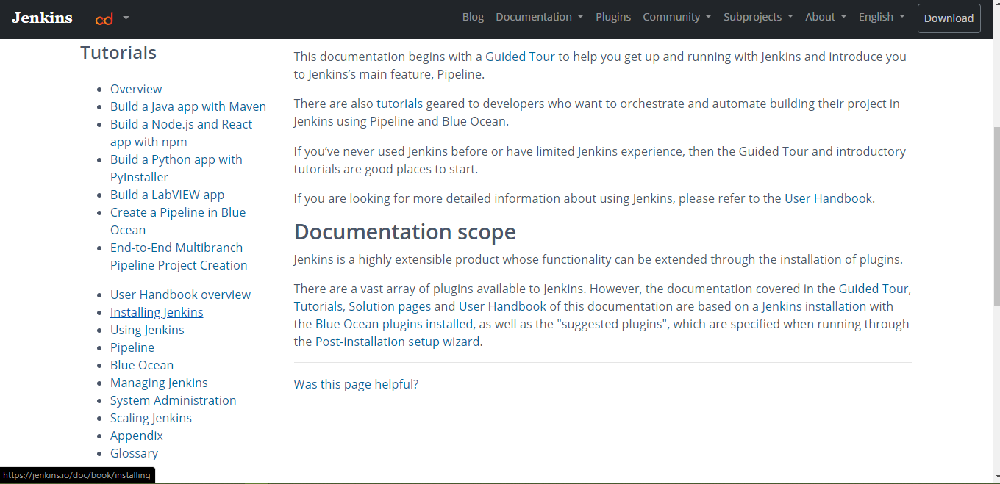 Jenkins
cd
Blog Documentation Plugins Community Subprojects About English Download
Tutorials
Overview
Build a Java app with Maven
Build a Node.js and React
app with npm
Build a Python app with
PyInstaller
Build a LabVIEW app
Create a Pipeline in Blue
Ocean
End-to-End Multibranch
Pipeline Project Creation
User Handbook overview
Installing Jenkins
Using Jenkins
Pipeline
Blue Ocean
Managing Jenkins
System Administration
Scaling Jenkins
Appendix
Glossary
This documentation begins with a Guided Tour to help you get up and running with Jenkins and introduce you
to Jenkins’s main feature, Pipeline.
There are also tutorials geared to developers who want to orchestrate and automate building their project in
Jenkins using Pipeline and Blue Ocean.
If you’ve never used Jenkins before or have limited Jenkins experience, then the Guided Tour and introductory
tutorials are good places to start.
If you are looking for more detailed information about using Jenkins, please refer to the User Handbook.
Documentation scope
Jenkins is a highly extensible product whose functionality can be extended through the installation of plugins.
There are a vast array of plugins available to Jenkins. However, the documentation covered in the Guided Tour,
Tutorials, Solution pages and User Handbook of this documentation are based on a Jenkins installation with
the Blue Ocean plugins installed, as well as the "suggested plugins", which are specified when running through
the Post-installation setup wizard.
Was this page helpful?
https://jenkins.io/doc/book/installing